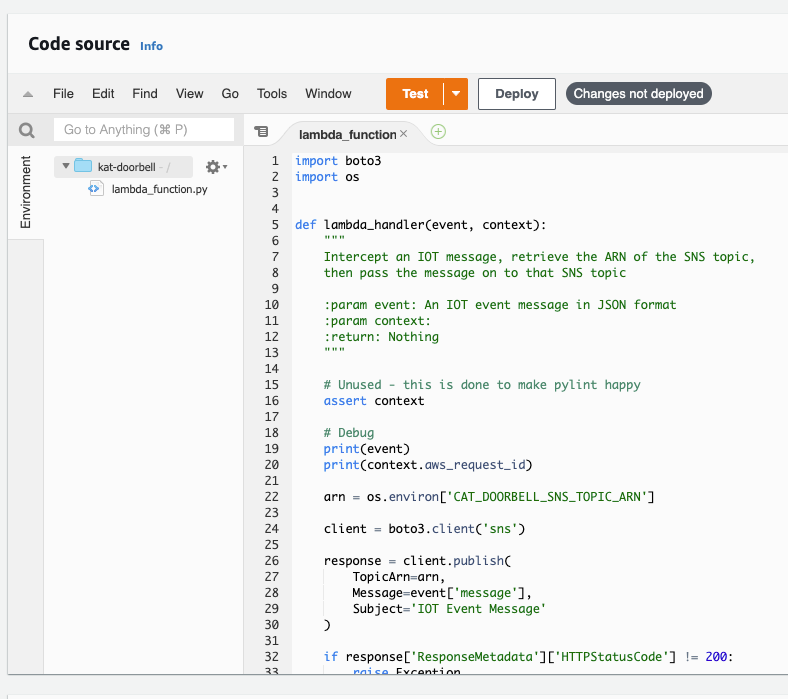 Code source Info
File Edit Find View Go Tools Window Test Deploy Changes not deployed
Go to Anything (⌘ P)
lambda_function ×
Environment
kat-doorbell - /
lambda_function.py
1 import boto3
2 import os
3
4
5 def lambda_handler(event, context):
6     """
7     Intercept an IOT message, retrieve the ARN of the SNS topic,
8     then pass the message on to that SNS topic
9
10     :param event: An IOT event message in JSON format
11     :param context:
12     :return: Nothing
13     """
14
15     # Unused - this is done to make pylint happy
16     assert context
17
18     # Debug
19     print(event)
20     print(context.aws_request_id)
21
22     arn = os.environ['CAT_DOORBELL_SNS_TOPIC_ARN']
23
24     client = boto3.client('sns')
25
26     response = client.publish(
27         TopicArn=arn,
28         Message=event['message'],
29         Subject='IOT Event Message'
30     )
31
32     if response['ResponseMetadata']['HTTPStatusCode'] != 200:
33         raise Exception